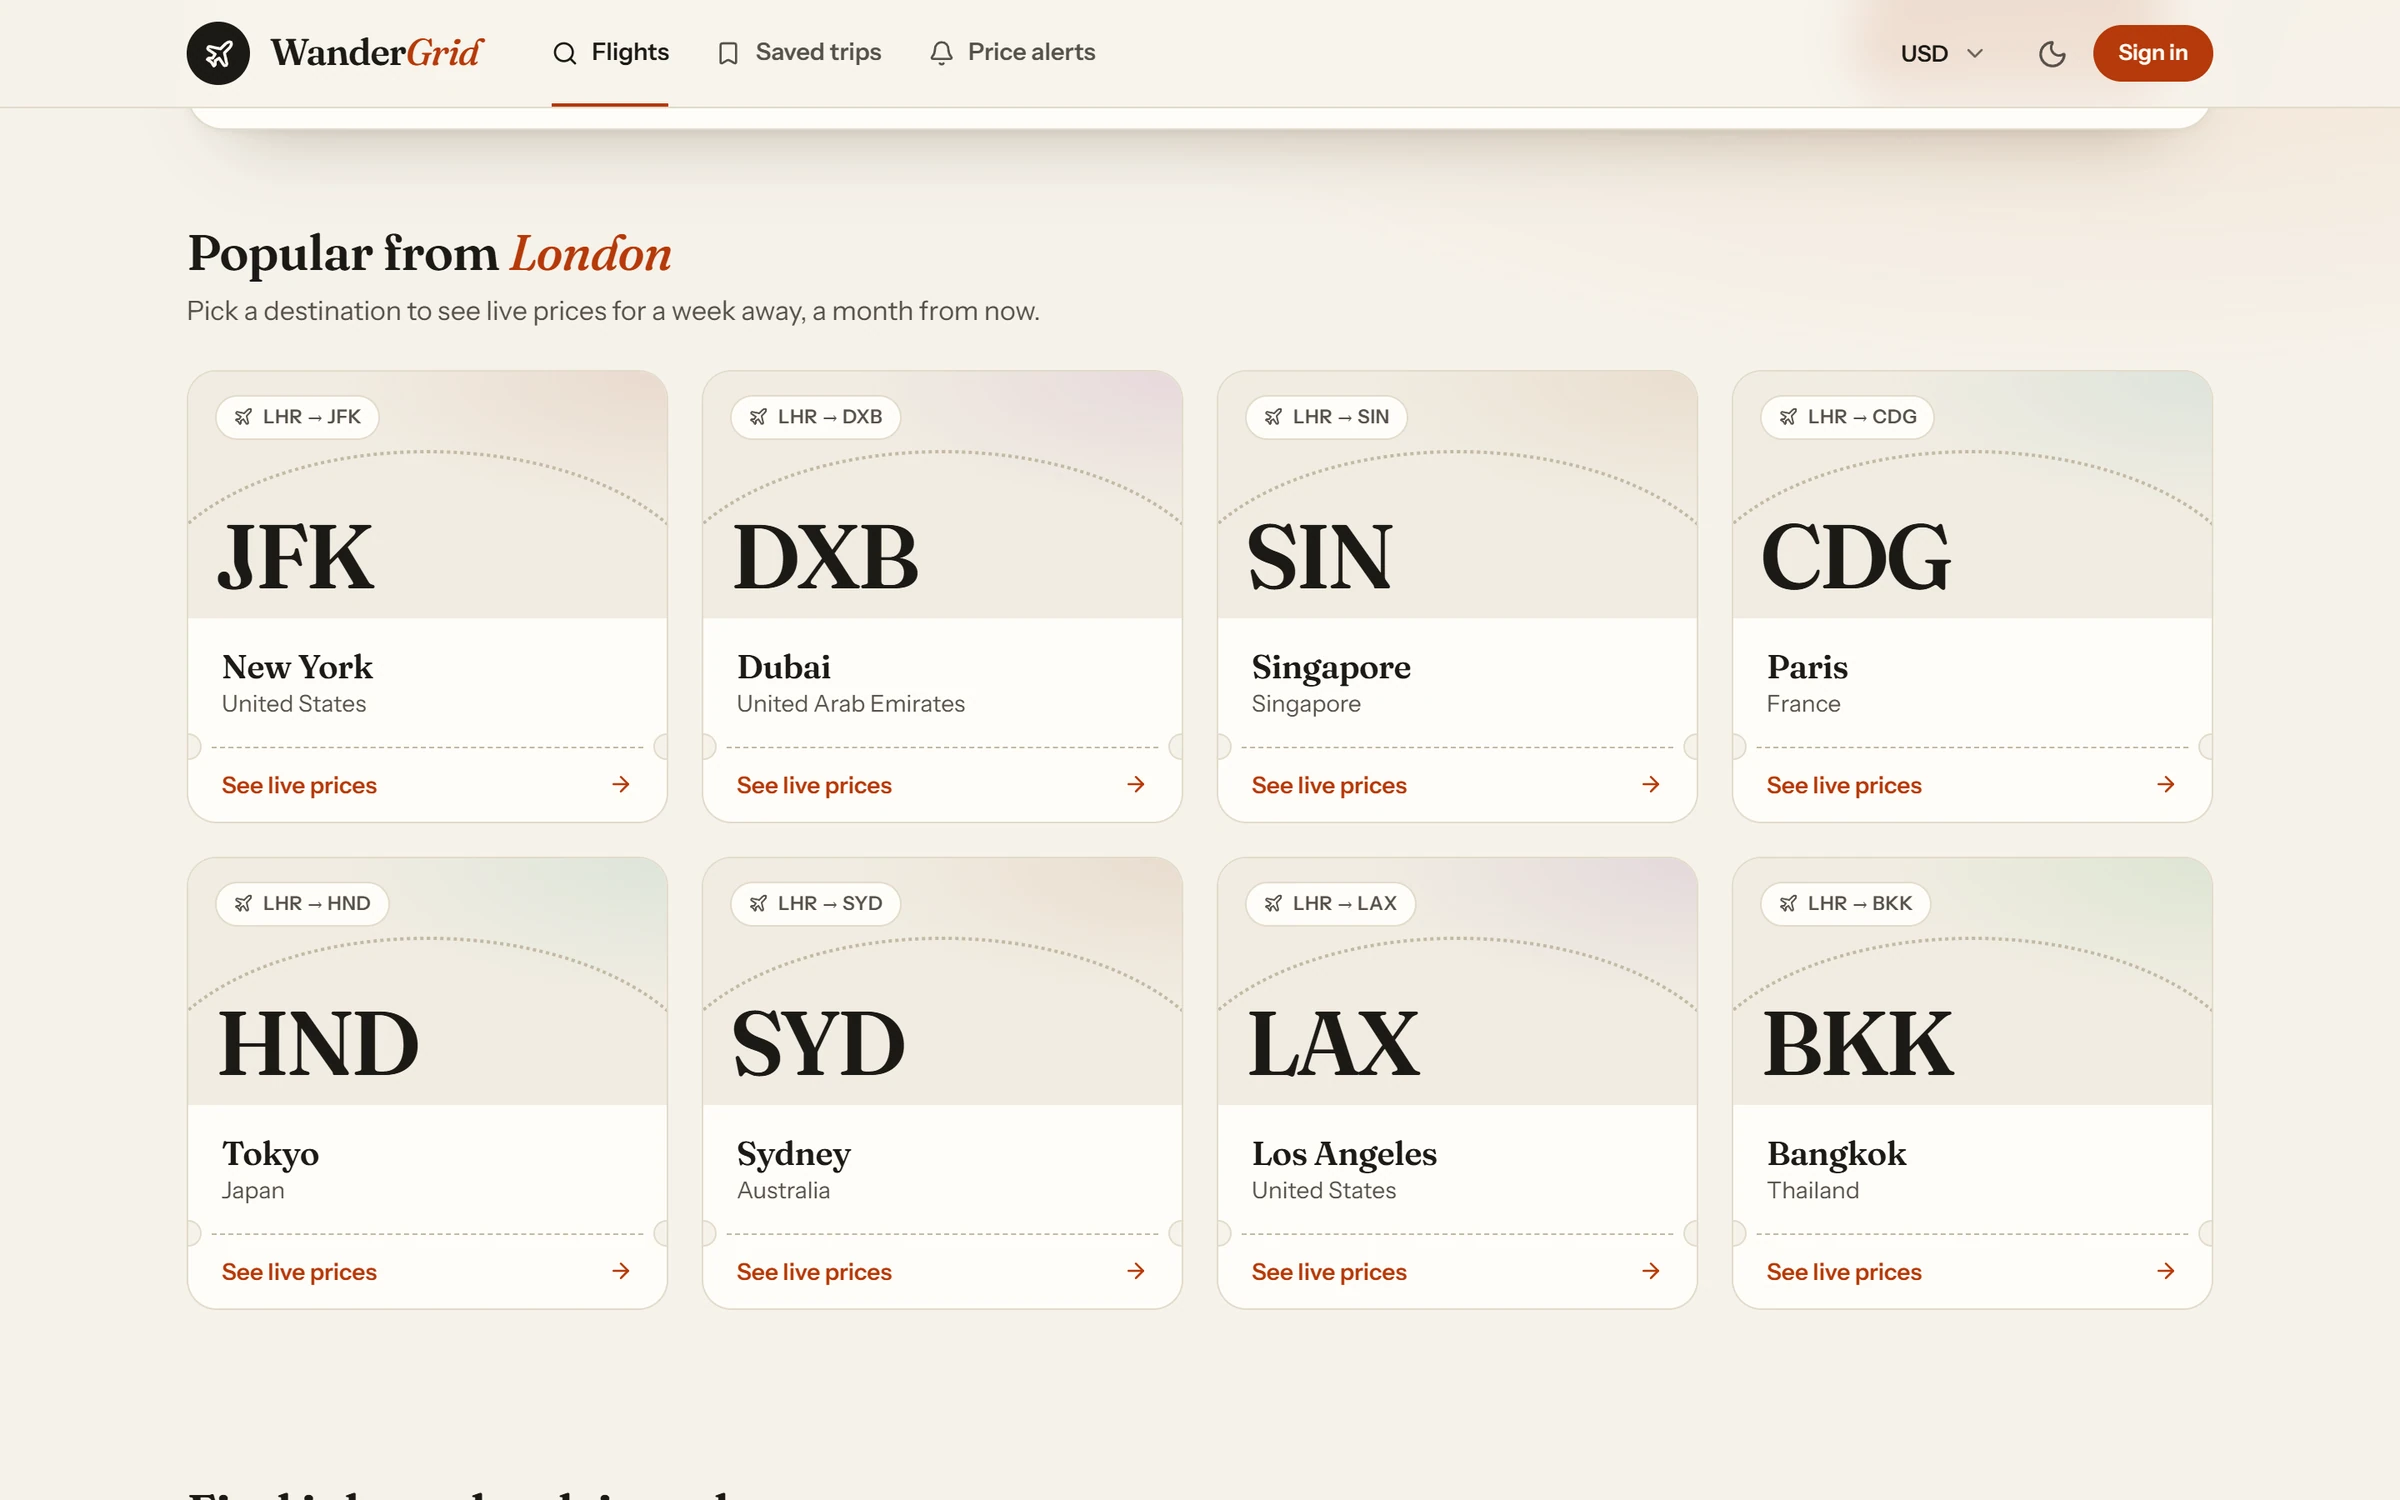 WanderGrid Flights Saved trips Price alerts USD Sign in
Popular from London
Pick a destination to see live prices for a week away, a month from now.
LHR → JFK LHR → DXB LHR → SIN LHR → CDG
JFK DXB SIN CDG
New York Dubai Singapore Paris
United States United Arab Emirates Singapore France
See live prices → See live prices → See live prices → See live prices →
LHR → HND LHR → SYD LHR → LAX LHR → BKK
HND SYD LAX BKK
Tokyo Sydney Los Angeles Bangkok
Japan Australia United States Thailand
See live prices → See live prices → See live prices → See live prices →